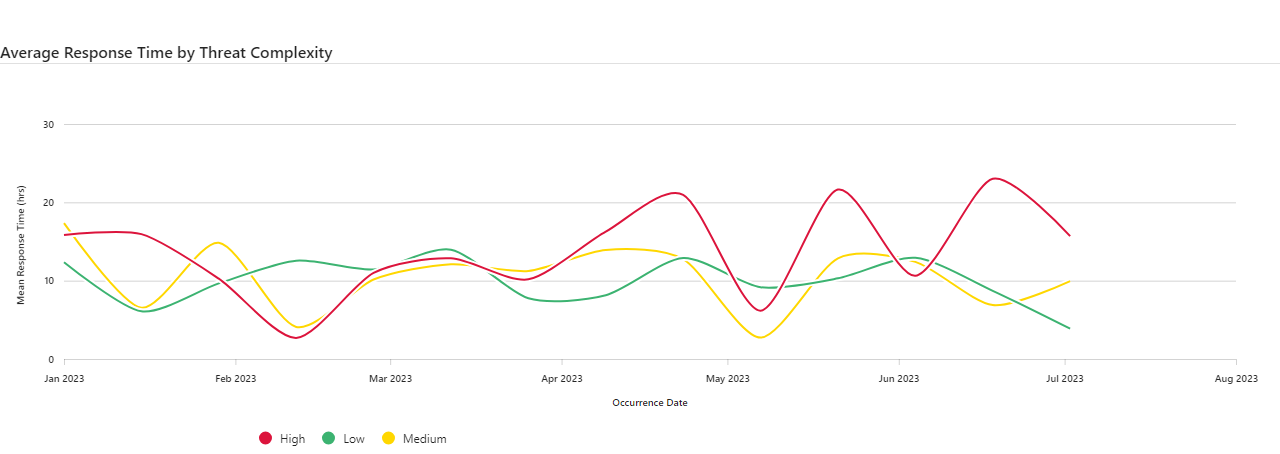 Average Response Time by Threat Complexity
30
20
10
0
Mean Response Time (hrs)
Jan 2023 Feb 2023 Mar 2023 Apr 2023 May 2023 Jun 2023 Jul 2023 Aug 2023
Occurrence Date
High Low Medium